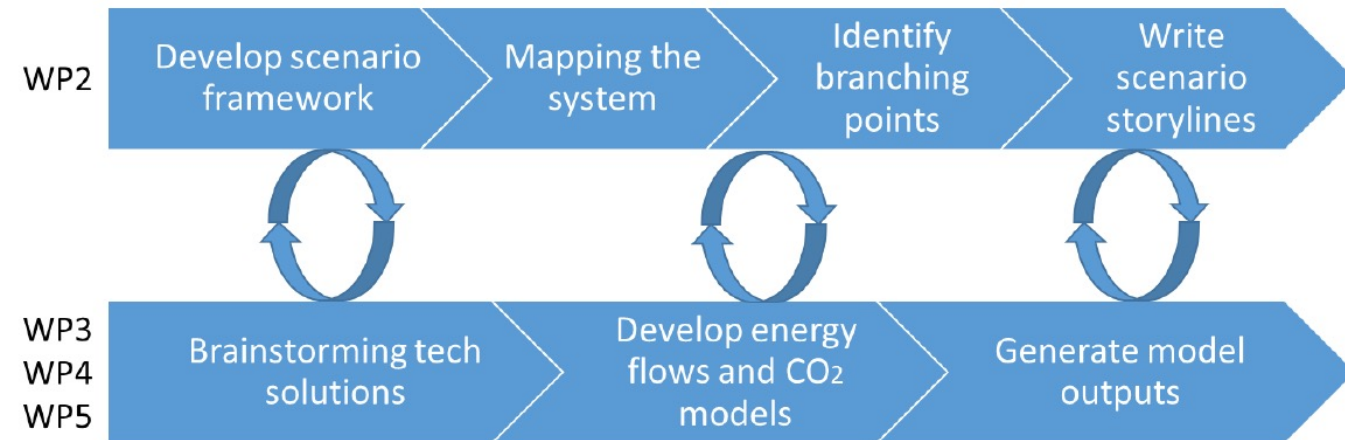 WP2
Develop scenario
framework
Mapping the
system
Identify
branching
points
Write
scenario
storylines
WP3
WP4
WP5
Brainstorming tech
solutions
Develop energy
flows and CO2
models
Generate model
outputs